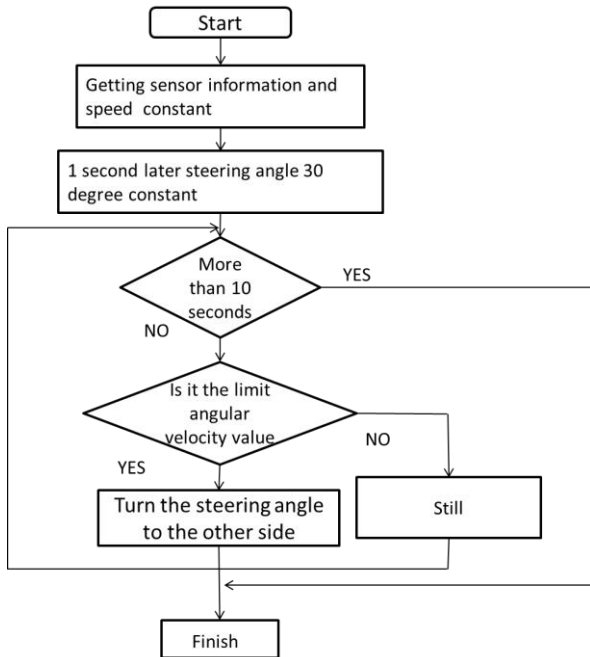 Start
Getting sensor information and
speed constant
1 second later steering angle 30
degree constant
More
than 10
seconds
YES
NO
Is it the limit
angular
velocity value
NO
YES
Turn the steering angle
to the other side
Still
Finish